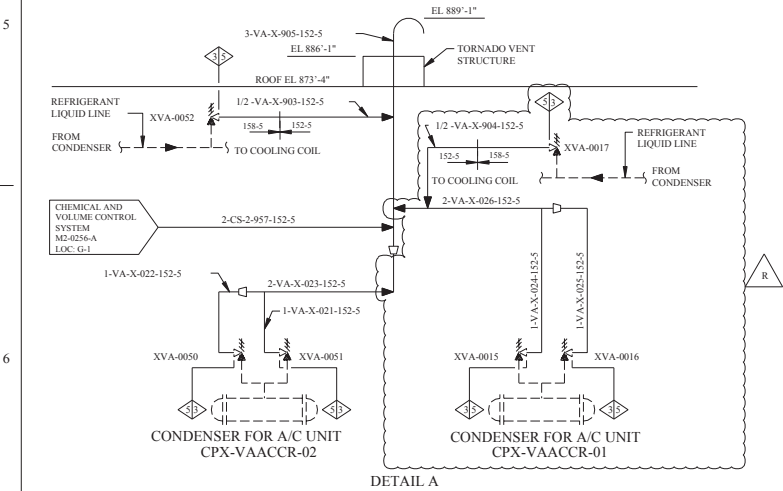 5
EL 889'-1"
3-VA-X-905-152-5
EL 886'-1"
TORNADO VENT
STRUCTURE
3 5
ROOF EL 873'-4"
REFRIGERANT
LIQUID LINE
XVA-0052
1/2 -VA-X-903-152-5
158-5
152-5
FROM
CONDENSER
TO COOLING COIL
5 3
1/2 -VA-X-904-152-5
REFRIGERANT
LIQUID LINE
XVA-0017
152-5
158-5
TO COOLING COIL
FROM
CONDENSER
CHEMICAL AND
VOLUME CONTROL
SYSTEM
M2-0256-A
LOC: G-1
2-CS-2-957-152-5
2-VA-X-026-152-5
1-VA-X-022-152-5
2-VA-X-023-152-5
1-VA-X-021-152-5
1-VA-X-024-152-5
1-VA-X-025-152-5
R
6
XVA-0050
XVA-0051
XVA-0015
XVA-0016
5 3
5 3
3 5
3 5
CONDENSER FOR A/C UNIT
CPX-VAACCR-02
CONDENSER FOR A/C UNIT
CPX-VAACCR-01
DETAIL A